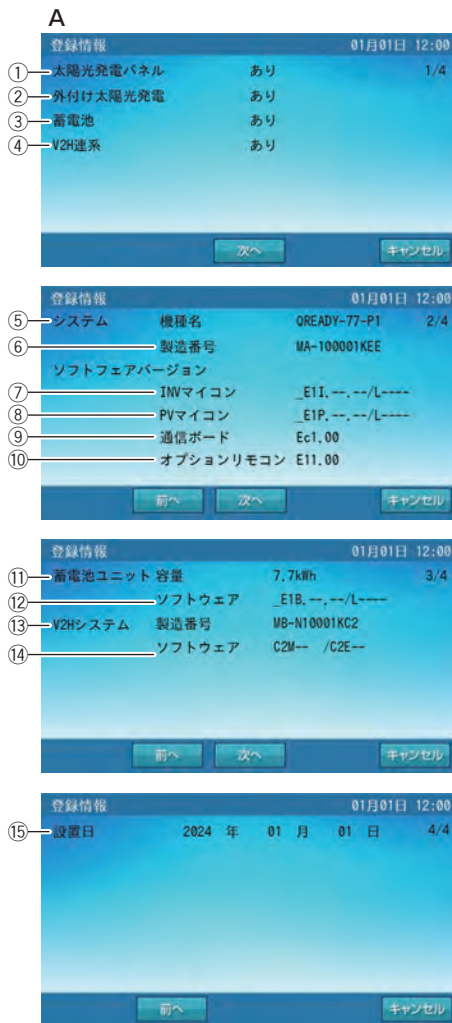 A
登録情報 01月01日 12:00
① 太陽光発電パネル あり 1/4
② 外付け太陽光発電 あり
③ 蓄電池 あり
④ V2H連系 あり
次へ キャンセル
登録情報 01月01日 12:00
⑤ システム 機種名 QREADY-77-P1 2/4
⑥ 製造番号 MA-100001KEE
ソフトフェアバージョン
⑦ INVマイコン _E1I.--.--/L----
⑧ PVマイコン _E1P.--.--/L----
⑨ 通信ボード Ec1.00
⑩ オプションリモコン E11.00
前へ 次へ キャンセル
登録情報 01月01日 12:00
⑪ 蓄電池ユニット 容量 7.7kWh 3/4
⑫ ソフトウェア _E1B.--.--/L----
⑬ V2Hシステム 製造番号 MB-N10001KC2
⑭ ソフトウェア C2M-- /C2E--
前へ 次へ キャンセル
登録情報 01月01日 12:00
⑮ 設置日 2024 年 01 月 01 日 4/4
前へ キャンセル